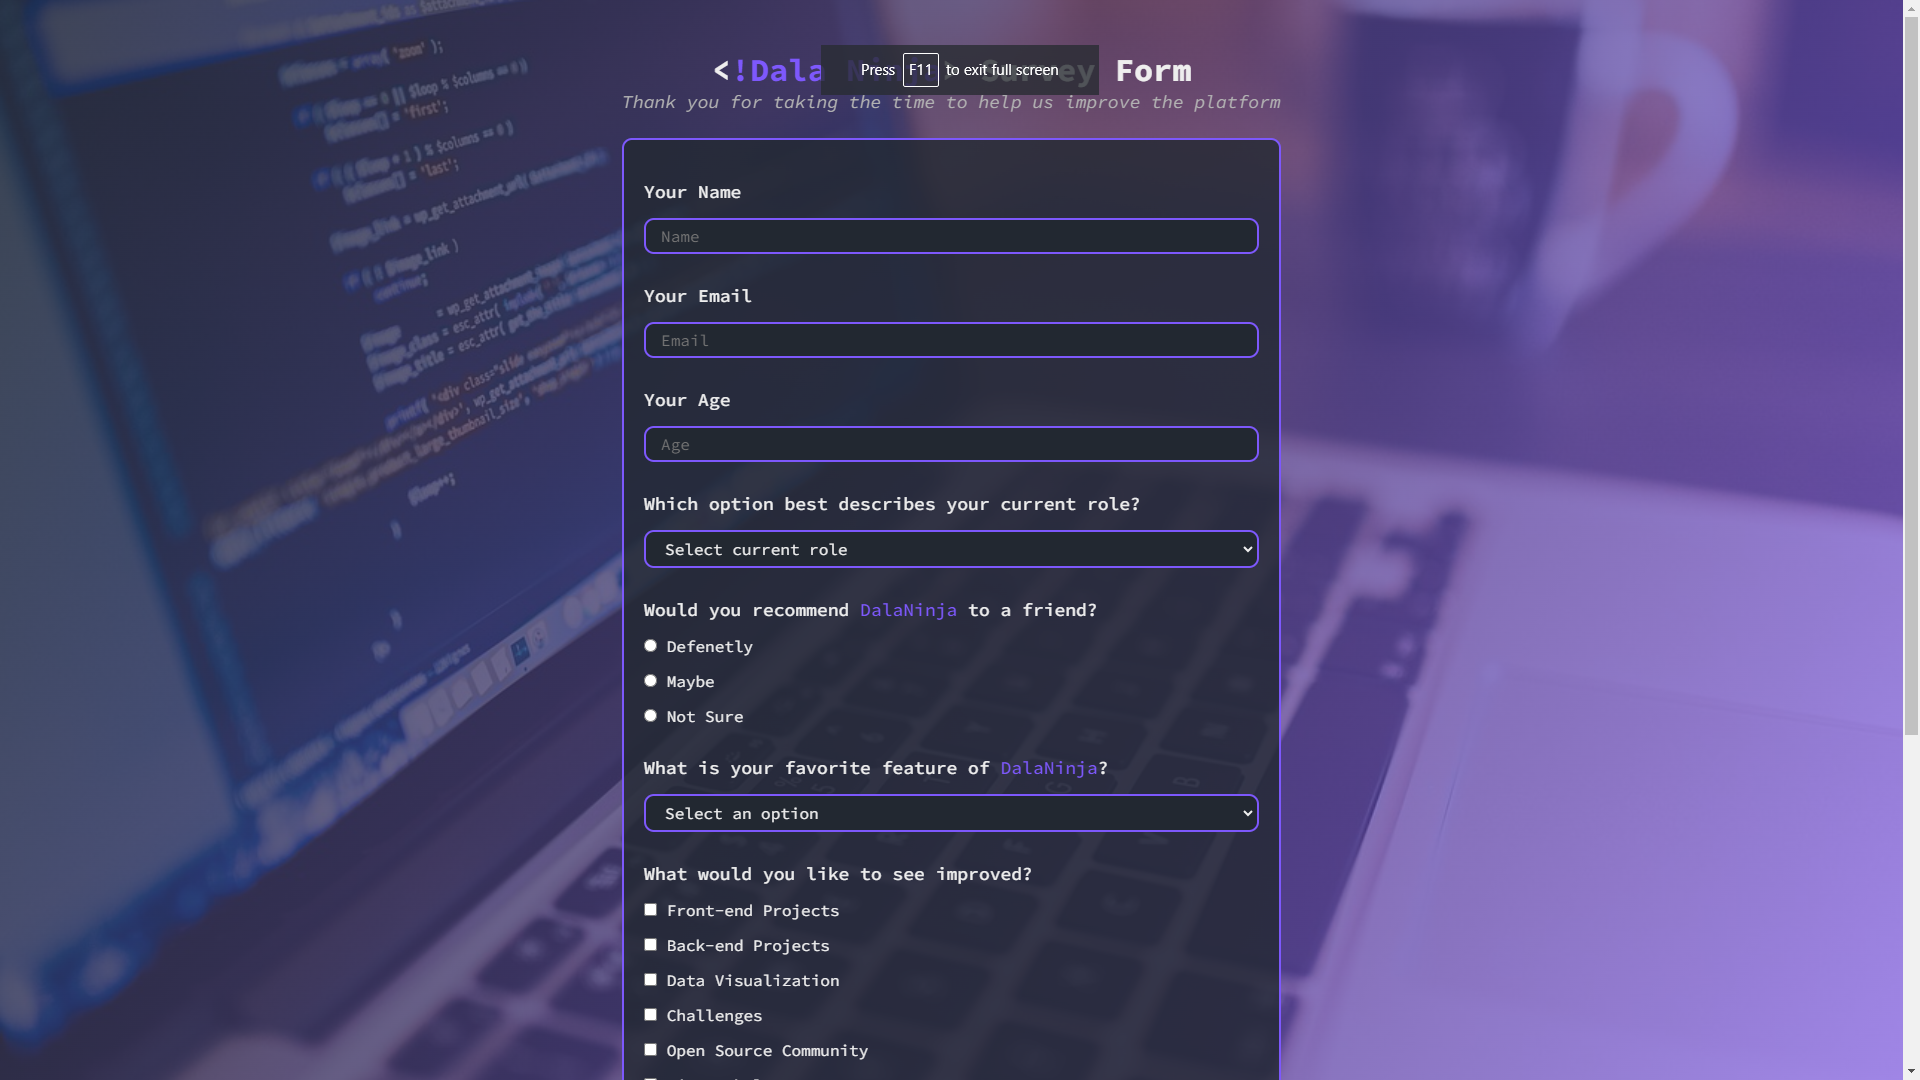 <!Dala Form
Press F11 to exit full screen
Thank you for taking the time to help us improve the platform
Your Name
Name
Your Email
Email
Your Age
Age
Which option best describes your current role?
Select current role
Would you recommend DalaNinja to a friend?
Defenetly
Maybe
Not Sure
What is your favorite feature of DalaNinja?
Select an option
What would you like to see improved?
Front-end Projects
Back-end Projects
Data Visualization
Challenges
Open Source Community